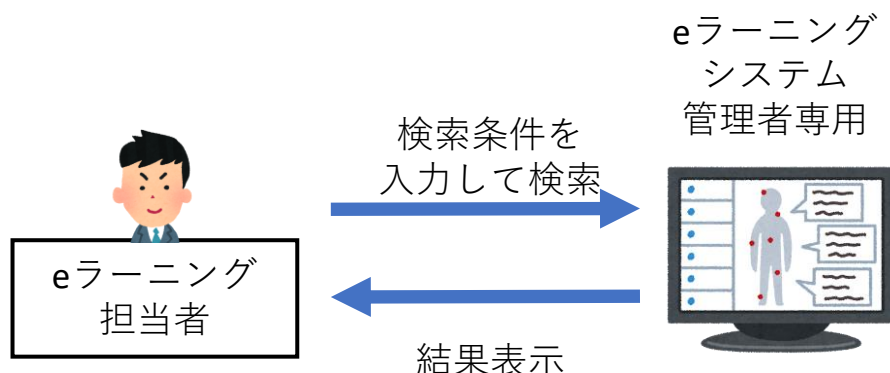 eラーニング
システム
管理者専用
検索条件を
入力して検索
eラーニング
担当者
結果表示